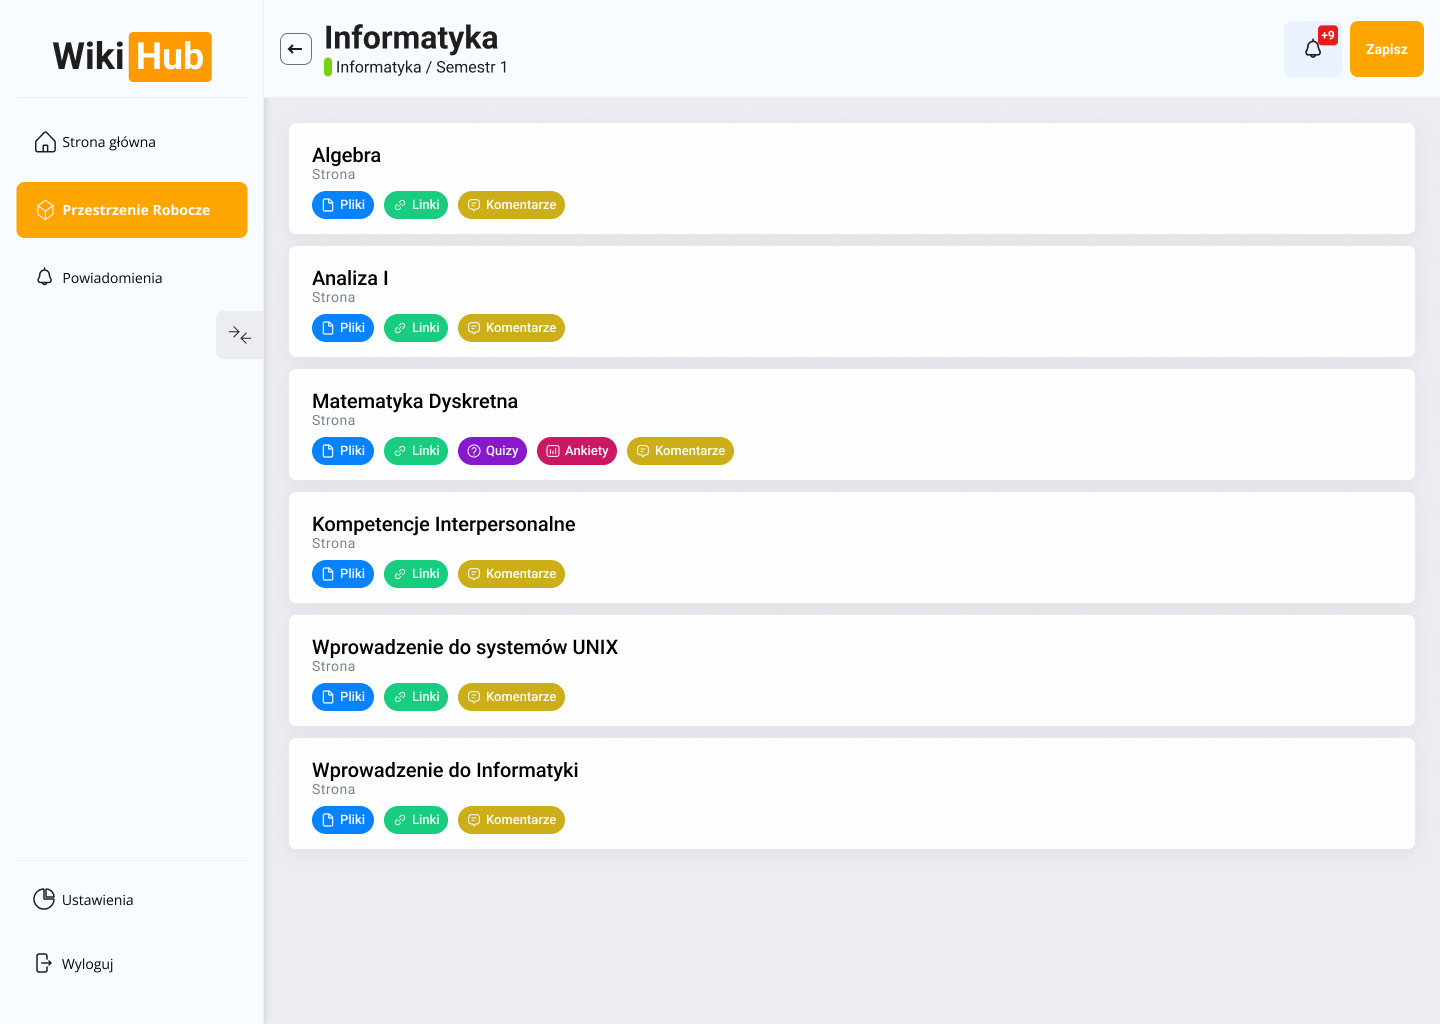 Wiki Hub
Strona główna
Przestrzenie Robocze
Powiadomienia
Ustawienia
Wyloguj
Informatyka
Informatyka / Semestr 1
+9
Zapisz
Algebra
Strona
Pliki Linki Komentarze
Analiza I
Strona
Pliki Linki Komentarze
Matematyka Dyskretna
Strona
Pliki Linki Quizy Ankiety Komentarze
Kompetencje Interpersonalne
Strona
Pliki Linki Komentarze
Wprowadzenie do systemów UNIX
Strona
Pliki Linki Komentarze
Wprowadzenie do Informatyki
Strona
Pliki Linki Komentarze